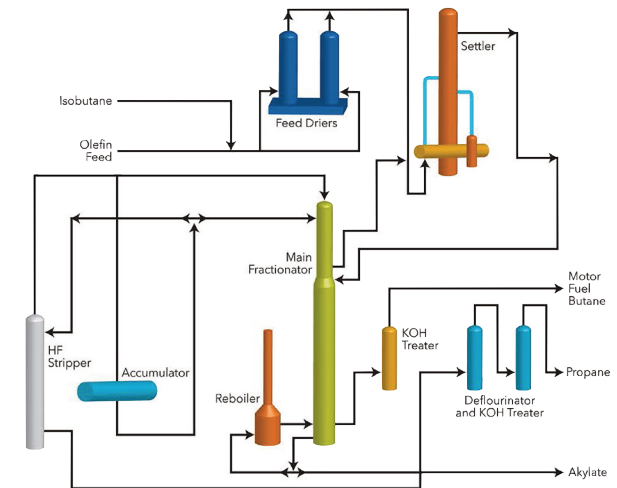 Settler
Isobutane
Feed Driers
Olefin
Feed
Main
Fractionator
Motor
Fuel
Butane
KOH
Treater
HF
Stripper
Accumulator
Propane
Reboiler
Deflourinator
and KOH Treater
Akylate